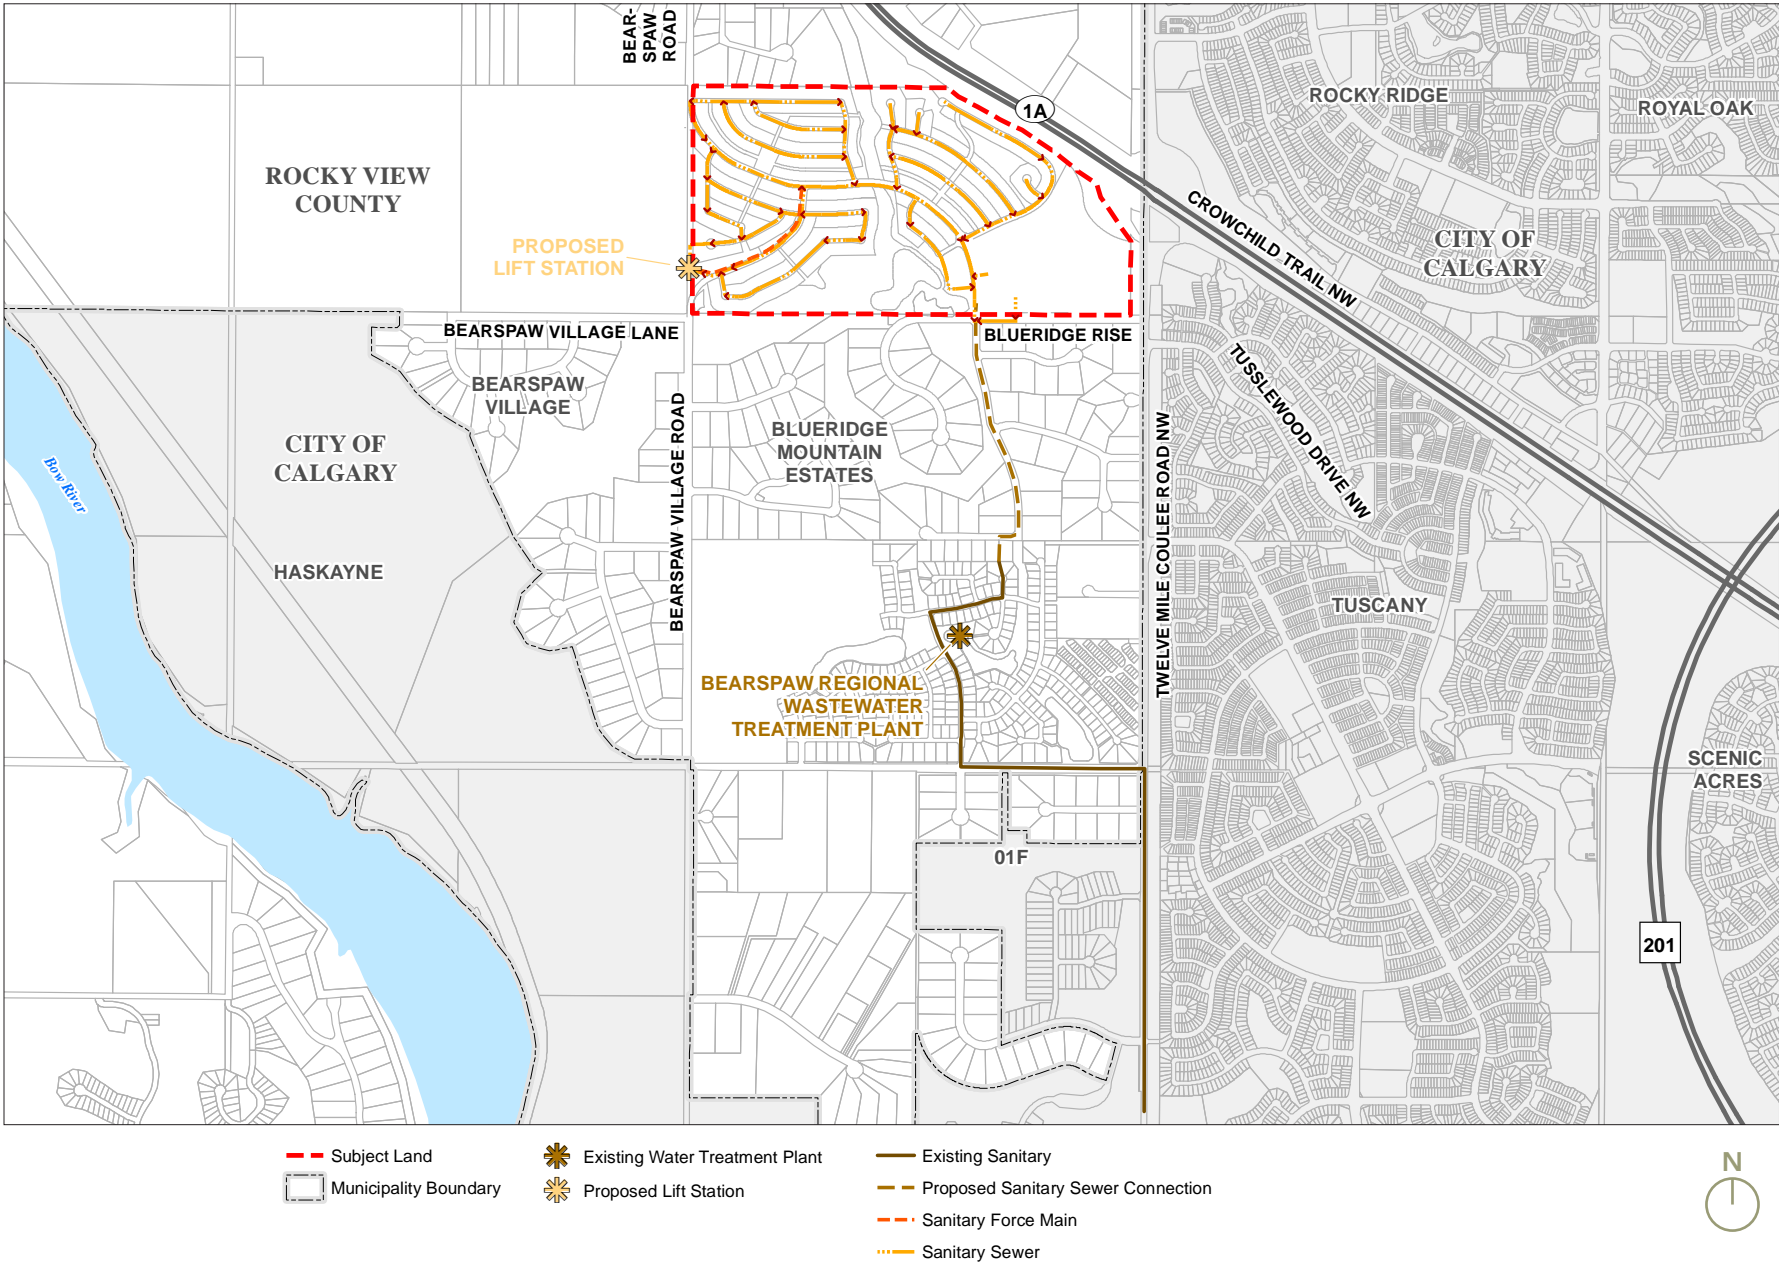 BEAR-
SPAW
ROAD
1A
ROCKY RIDGE
ROYAL OAK
ROCKY VIEW
COUNTY
CROWCHILD TRAIL NW
CITY OF
CALGARY
PROPOSED
LIFT STATION
BEARSPAW VILLAGE LANE
BLUERIDGE RISE
TUSSLEWOOD DRIVE NW
BEARSPAW
VILLAGE
BEARSPAW VILLAGE ROAD
BLUERIDGE
MOUNTAIN
ESTATES
TWELVE MILE COULEE ROAD NW
CITY OF
CALGARY
Bow River
HASKAYNE
TUSCANY
BEARSPAW REGIONAL
WASTEWATER
TREATMENT PLANT
SCENIC
ACRES
01F
201
Subject Land
Municipality Boundary
Existing Water Treatment Plant
Proposed Lift Station
Existing Sanitary
Proposed Sanitary Sewer Connection
Sanitary Force Main
Sanitary Sewer
N